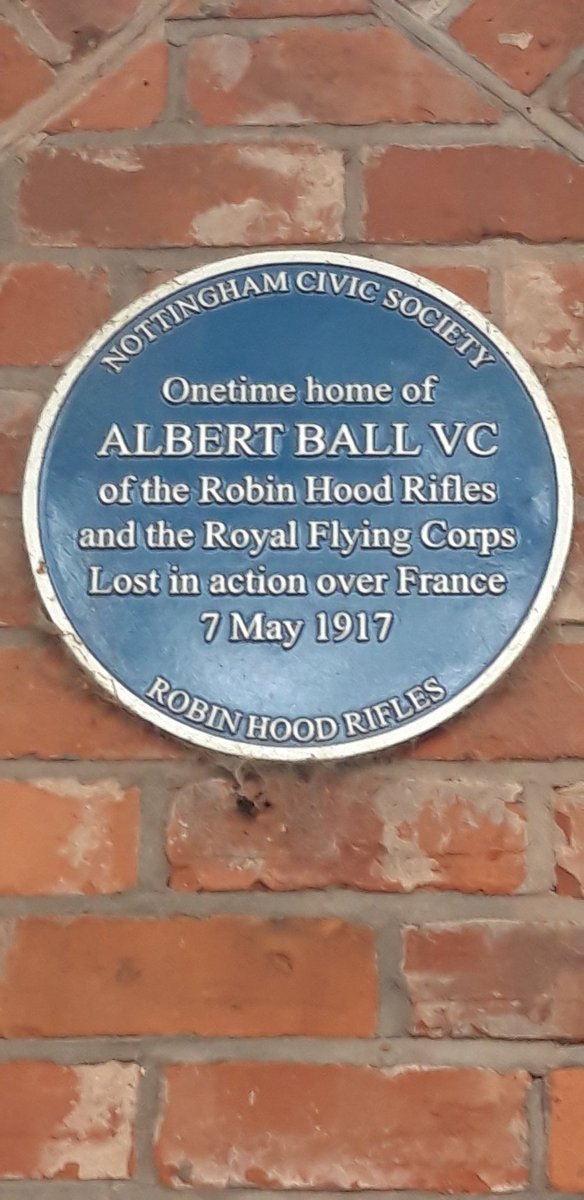 NOTTINGHAM CIVIC SOCIETY
Onetime home of
ALBERT BALL VC
of the Robin Hood Rifles
and the Royal Flying Corps
Lost in action over France
7 May 1917
ROBIN HOOD RIFLES